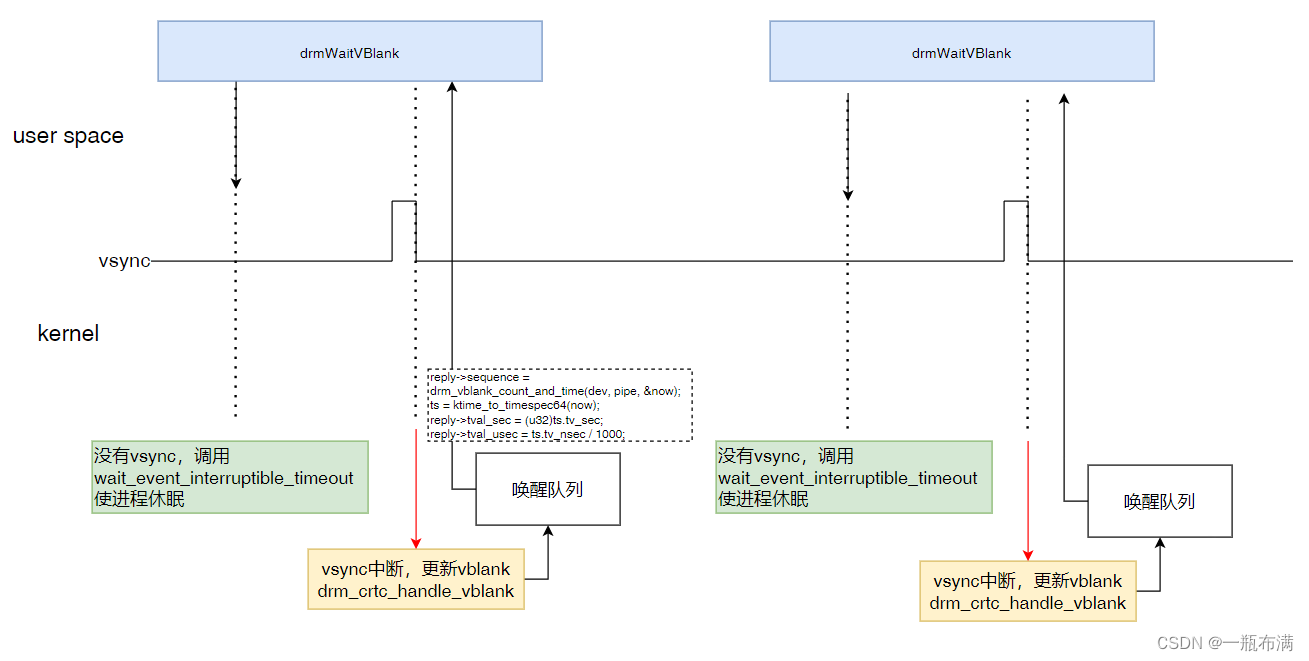 drmWaitVBlank
drmWaitVBlank
user space
vsync
kernel
reply->sequence =
drm_vblank_count_and_time(dev, pipe, &now);
ts = ktime_to_timespec64(now);
reply->tval_sec = (u32)ts.tv_sec;
reply->tval_usec = ts.tv_nsec / 1000;
没有vsync，调用
wait_event_interruptible_timeout
使进程休眠
唤醒队列
vsync中断，更新vblank
drm_crtc_handle_vblank
没有vsync，调用
wait_event_interruptible_timeout
使进程休眠
唤醒队列
vsync中断，更新vblank
drm_crtc_handle_vblank
CSDN @一瓶布满